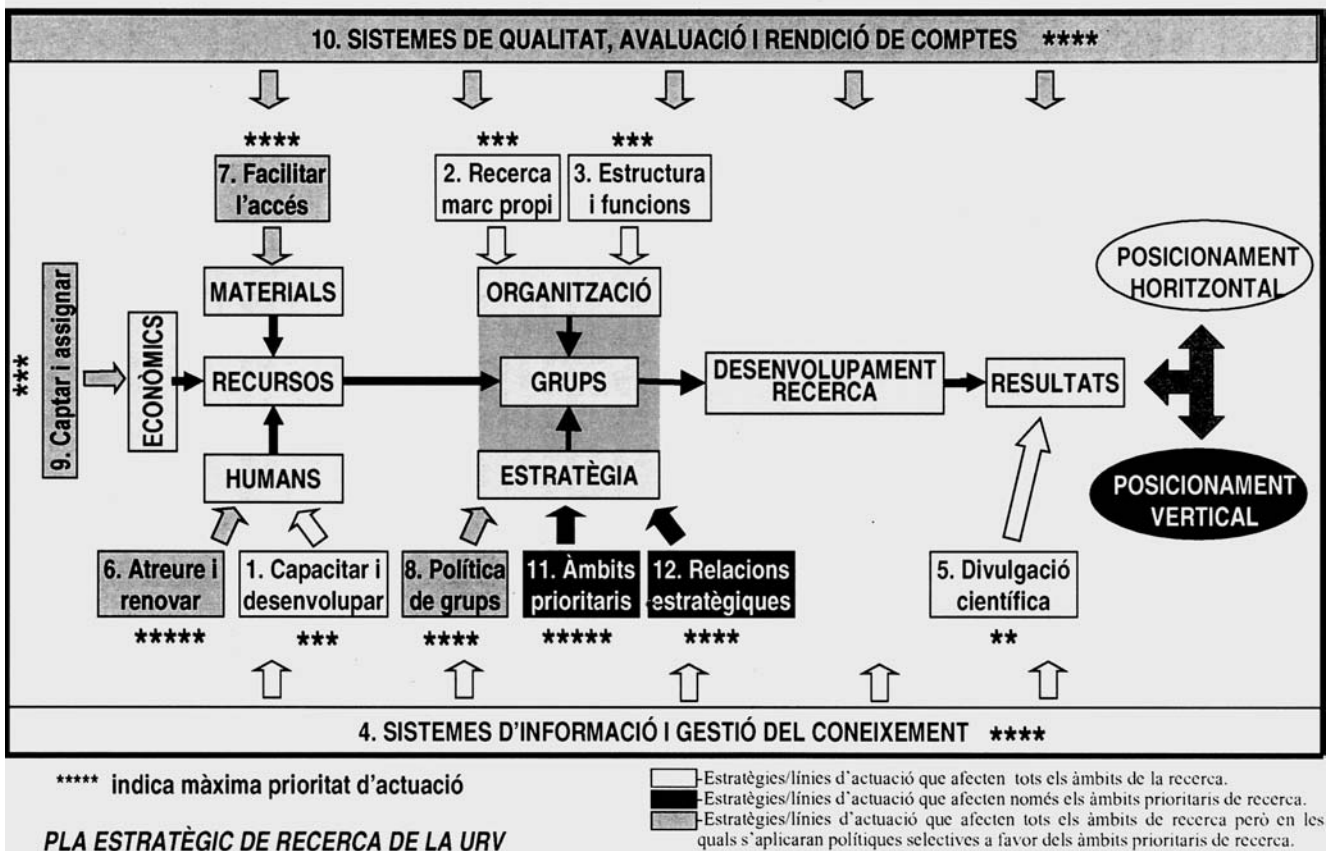 10. SISTEMES DE QUALITAT, AVALUACIÓ I RENDICIÓ DE COMPTES ****
****
7. Facilitar
l'accés
***
2. Recerca
marc propi
***
3. Estructura
i funcions
***
9. Captar i assignar
ECONÒMICS
MATERIALS
RECURSOS
HUMANS
ORGANITZACIÓ
GRUPS
ESTRATÈGIA
DESENVOLUPAMENT
RECERCA
RESULTATS
POSICIONAMENT
HORITZONTAL
POSICIONAMENT
VERTICAL
6. Atreure i
renovar
*****
1. Capacitar i
desenvolupar
***
8. Política
de grups
****
11. Àmbits
prioritaris
*****
12. Relacions
estratègiques
****
5. Divulgació
científica
**
4. SISTEMES D'INFORMACIÓ I GESTIÓ DEL CONEIXEMENT ****
***** indica màxima prioritat d'actuació
PLA ESTRATÈGIC DE RECERCA DE LA URV
-Estratègies/línies d'actuació que afecten tots els àmbits de la recerca.
-Estratègies/línies d'actuació que afecten només els àmbits prioritaris de recerca.
-Estratègies/línies d'actuació que afecten tots els àmbits de recerca però en les
quals s'aplicaran polítiques selectives a favor dels àmbits prioritaris de recerca.